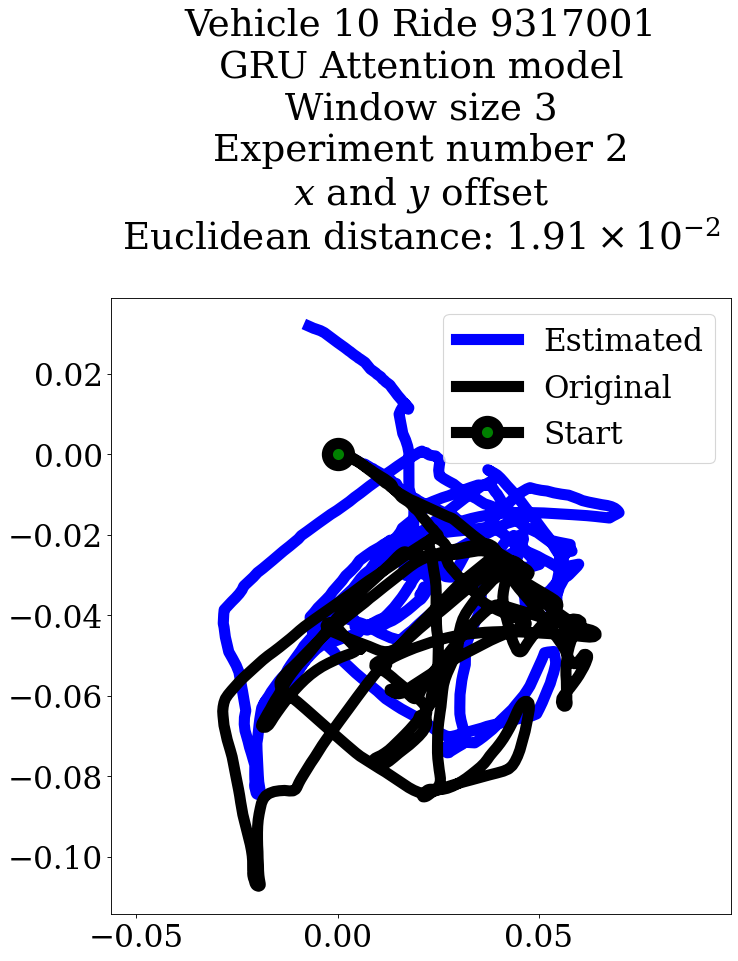 Vehicle 10 Ride 9317001
GRU Attention model
Window size 3
Experiment number 2
x and y offset
Euclidean distance: 1.91 × 10⁻²
Estimated
Original
Start
0.02
0.00
−0.02
−0.04
−0.06
−0.08
−0.10
−0.05 0.00 0.05